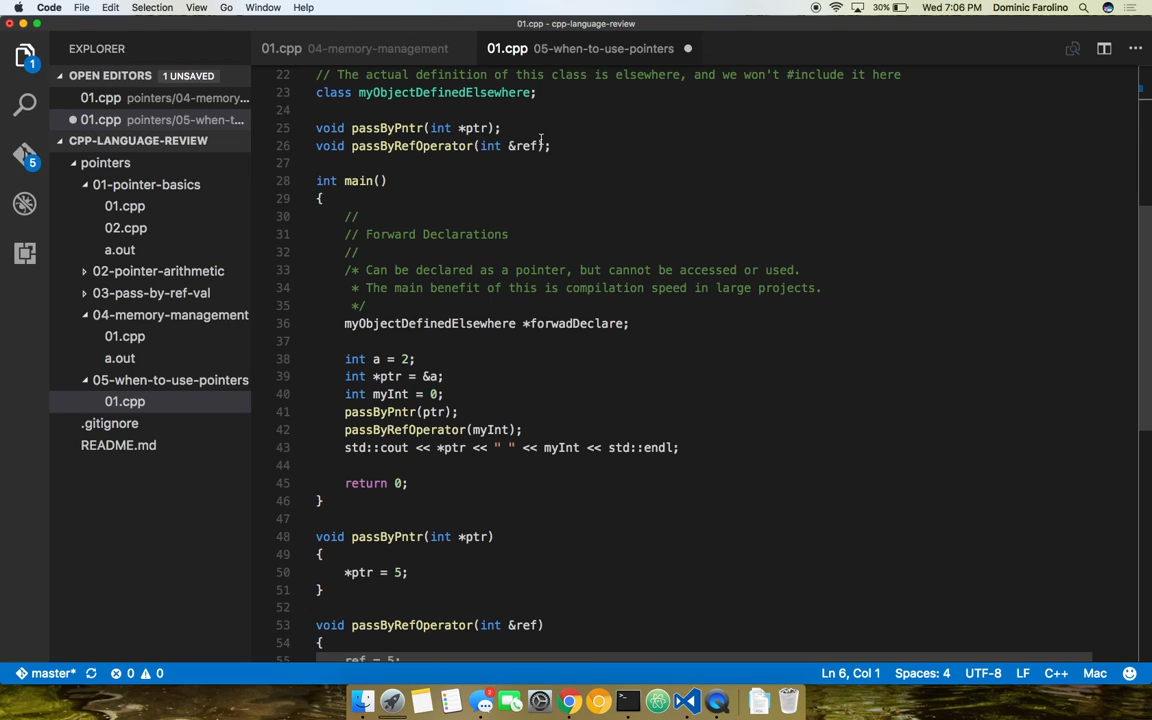 Code File Edit Selection View Go Window Help 30% Wed 7:06 PM Dominic Farolino
01.cpp - cpp-language-review
EXPLORER
OPEN EDITORS 1 UNSAVED
01.cpp pointers/04-memory...
01.cpp pointers/05-when-t...
CPP-LANGUAGE-REVIEW
pointers
01-pointer-basics
01.cpp
02.cpp
a.out
02-pointer-arithmetic
03-pass-by-ref-val
04-memory-management
01.cpp
a.out
05-when-to-use-pointers
01.cpp
.gitignore
README.md
1
5
01.cpp 04-memory-management
01.cpp 05-when-to-use-pointers
22 // The actual definition of this class is elsewhere, and we won't #include it here
23 class myObjectDefinedElsewhere;
24
25 void passByPntr(int *ptr);
26 void passByRefOperator(int &ref);
27
28 int main()
29 {
30 //
31 // Forward Declarations
32 //
33 /* Can be declared as a pointer, but cannot be accessed or used.
34 * The main benefit of this is compilation speed in large projects.
35 */
36 myObjectDefinedElsewhere *forwadDeclare;
37
38 int a = 2;
39 int *ptr = &a;
40 int myInt = 0;
41 passByPntr(ptr);
42 passByRefOperator(myInt);
43 std::cout << *ptr << " " << myInt << std::endl;
44
45 return 0;
46 }
47
48 void passByPntr(int *ptr)
49 {
50 *ptr = 5;
51 }
52
53 void passByRefOperator(int &ref)
54 {
55 ref = 5;
master* 0 0 Ln 6, Col 1 Spaces: 4 UTF-8 LF C++ Mac